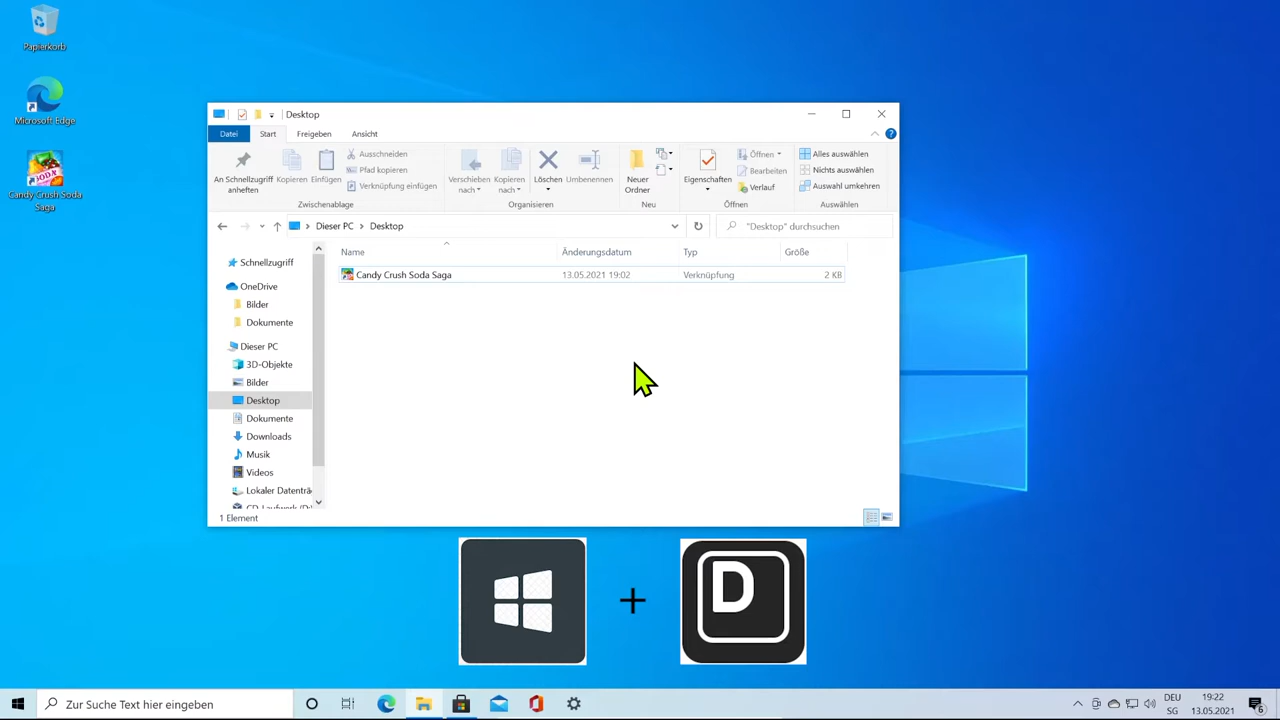 Papierkorb
Microsoft Edge
Candy Crush Soda
Saga
Desktop
Datei Start Freigeben Ansicht
An Schnellzugriff
anheften
Kopieren
Einfügen
Ausschneiden
Pfad kopieren
Verknüpfung einfügen
Zwischenablage
Verschieben
nach
Kopieren
nach
Löschen
Umbenennen
Organisieren
Neuer
Ordner
Neu
Eigenschaften
Öffnen
Bearbeiten
Verlauf
Öffnen
Alles auswählen
Nichts auswählen
Auswahl umkehren
Auswählen
Dieser PC > Desktop
"Desktop" durchsuchen
Name Änderungsdatum Typ Größe
Candy Crush Soda Saga 13.05.2021 19:02 Verknüpfung 2 KB
Schnellzugriff
OneDrive
Bilder
Dokumente
Dieser PC
3D-Objekte
Bilder
Desktop
Dokumente
Downloads
Musik
Videos
Lokaler Datenträ
1 Element
+
D
Zur Suche Text hier eingeben
DEU
SG
19:22
13.05.2021
6